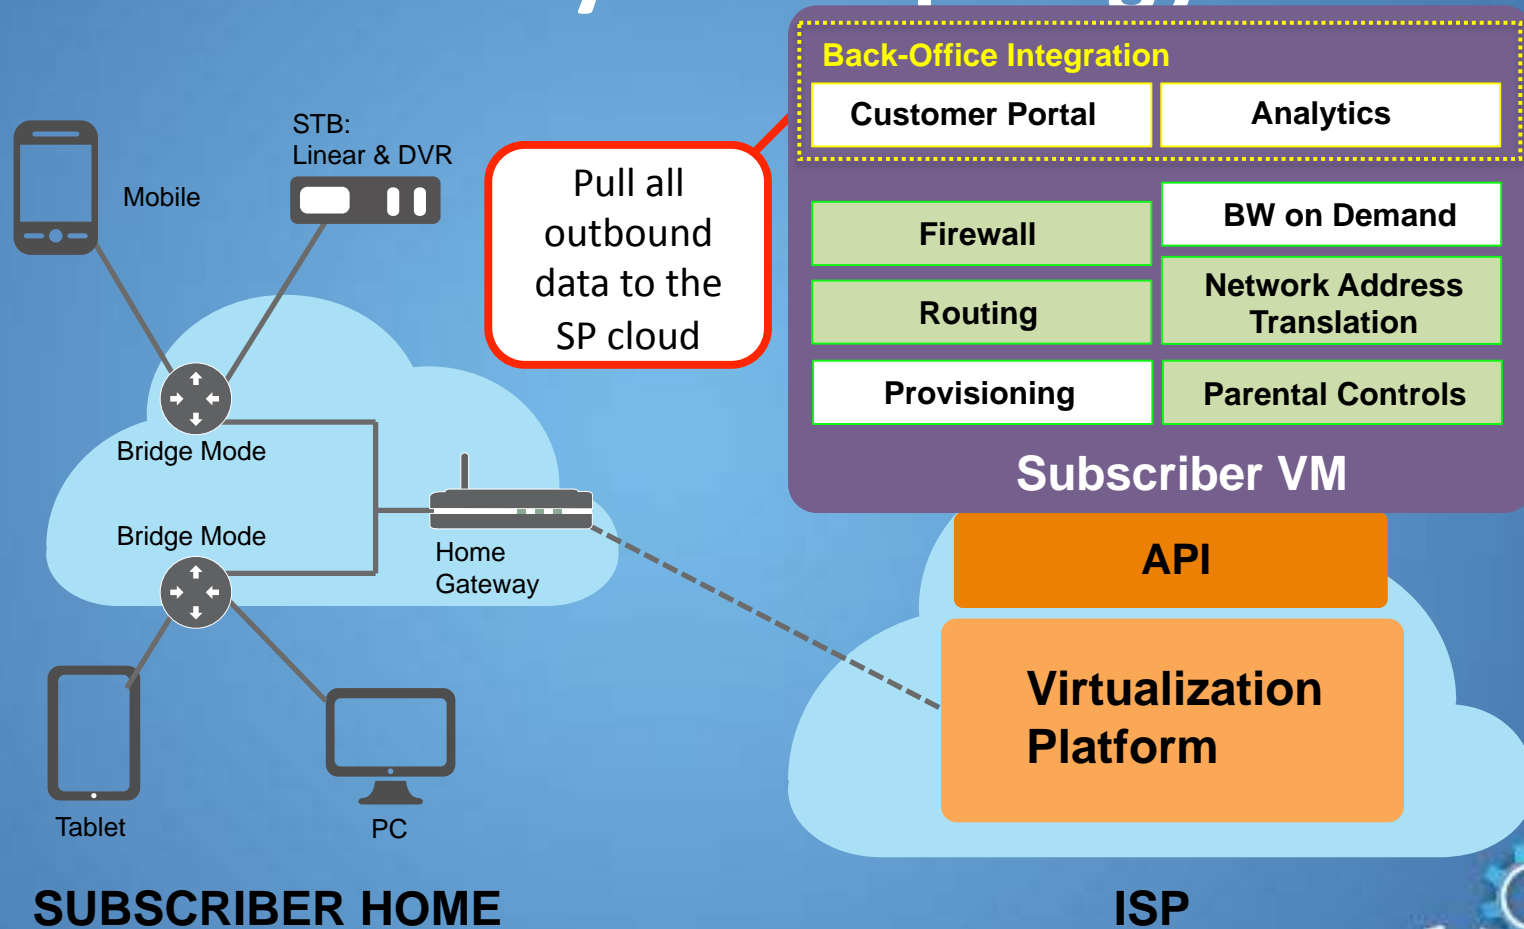 Back-Office Integration
Customer Portal
Analytics
STB:
Linear & DVR
Mobile
Pull all
outbound
data to the
SP cloud
Firewall
BW on Demand
Routing
Network Address
Translation
Provisioning
Parental Controls
Subscriber VM
Bridge Mode
Bridge Mode
Home
Gateway
API
Virtualization
Platform
Tablet
PC
SUBSCRIBER HOME
ISP